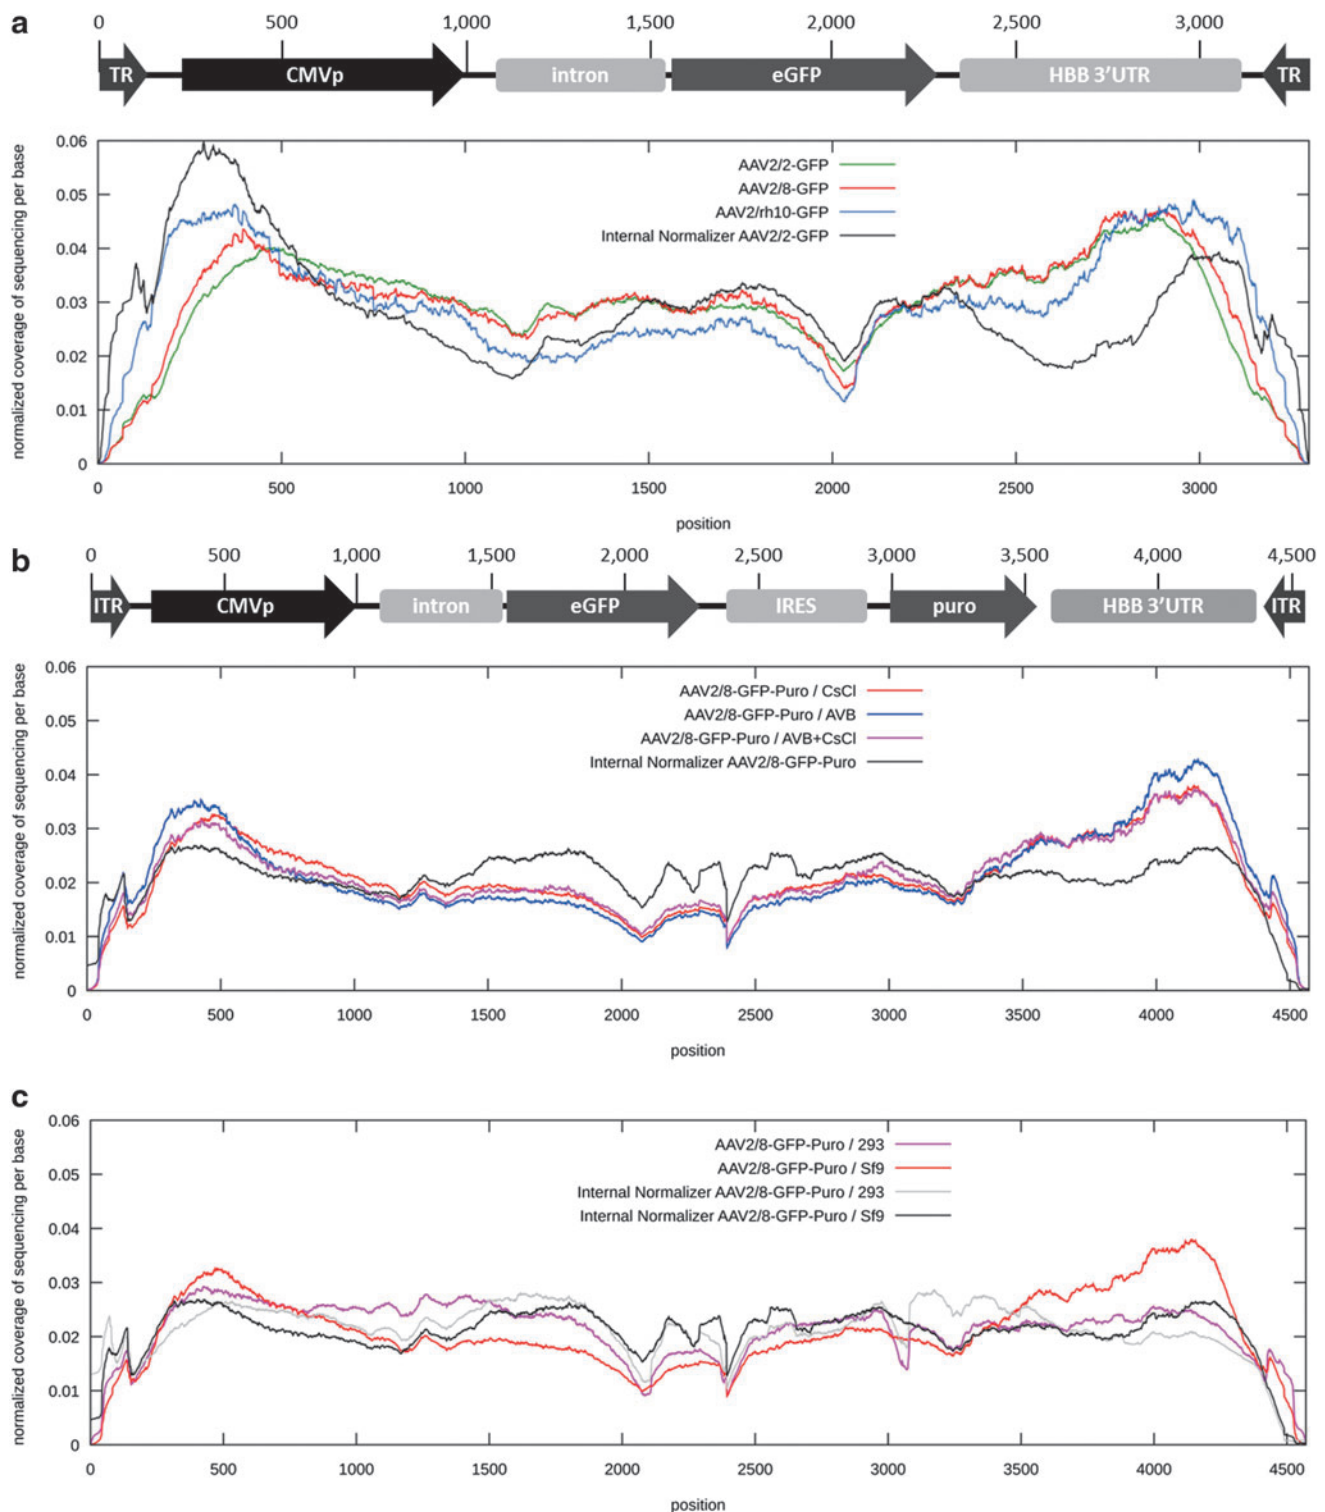 a
0 500 1,000 1,500 2,000 2,500 3,000
TR CMVp intron eGFP HBB 3'UTR TR
normalized coverage of sequencing per base
0.06
0.05
0.04
0.03
0.02
0.01
0
AAV2/2-GFP
AAV2/8-GFP
AAV2/rh10-GFP
Internal Normalizer AAV2/2-GFP
0 500 1000 1500 2000 2500 3000
position
b
0 500 1,000 1,500 2,000 2,500 3,000 3,500 4,000 4,500
ITR CMVp intron eGFP IRES puro HBB 3'UTR ITR
normalized coverage of sequencing per base
0.06
0.05
0.04
0.03
0.02
0.01
0
AAV2/8-GFP-Puro / CsCl
AAV2/8-GFP-Puro / AVB
AAV2/8-GFP-Puro / AVB+CsCl
Internal Normalizer AAV2/8-GFP-Puro
0 500 1000 1500 2000 2500 3000 3500 4000 4500
position
c
normalized coverage of sequencing per base
0.06
0.05
0.04
0.03
0.02
0.01
0
AAV2/8-GFP-Puro / 293
AAV2/8-GFP-Puro / Sf9
Internal Normalizer AAV2/8-GFP-Puro / 293
Internal Normalizer AAV2/8-GFP-Puro / Sf9
0 500 1000 1500 2000 2500 3000 3500 4000 4500
position